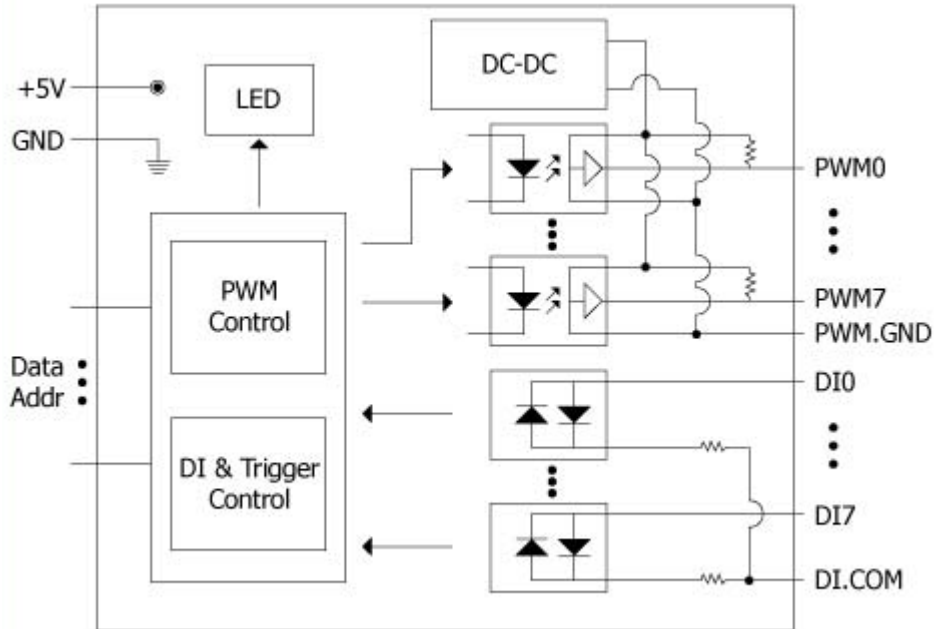 +5V
GND
LED
DC-DC
PWM
Control
Data
Addr
DI & Trigger
Control
PWM0
PWM7
PWM.GND
DI0
DI7
DI.COM